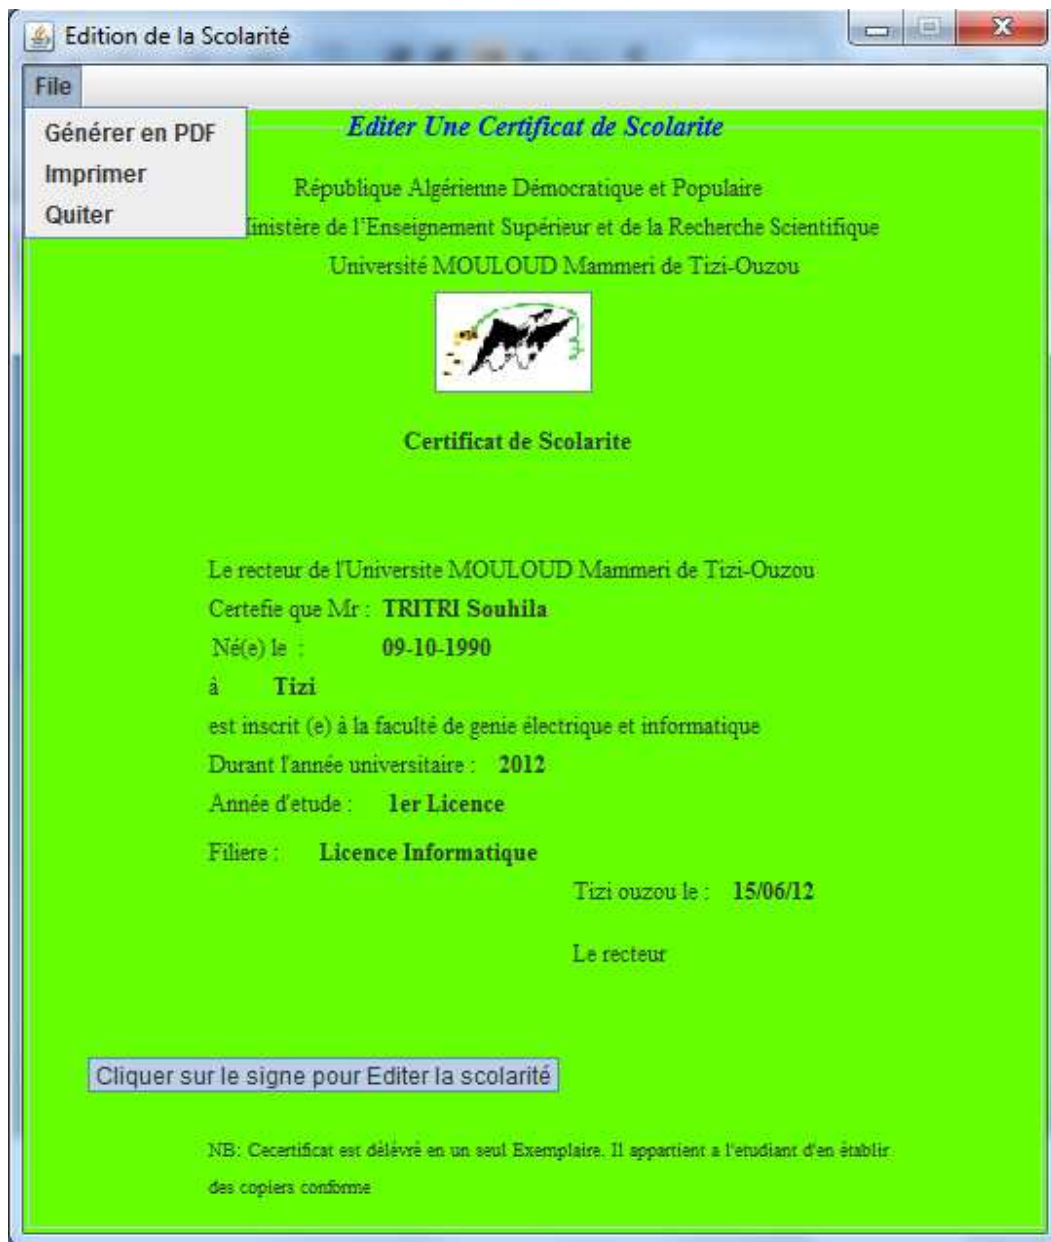 Edition de la Scolarité
File
Générer en PDF
Imprimer
Quiter
Editer Une Certificat de Scolarite
République Algérienne Démocratique et Populaire
inistère de l'Enseignement Supérieur et de la Recherche Scientifique
Université MOULOUD Mammeri de Tizi-Ouzou
Certificat de Scolarite
Le recteur de l'Universite MOULOUD Mammeri de Tizi-Ouzou
Certefie que Mr : TRITRI Souhila
Né(e) le : 09-10-1990
à Tizi
est inscrit (e) à la faculté de genie électrique et informatique
Durant l'année universitaire : 2012
Année d'etude : 1er Licence
Filiere : Licence Informatique
Tizi ouzou le : 15/06/12
Le recteur
Cliquer sur le signe pour Editer la scolarité
NB: Cecertificat est délévré en un seul Exemplaire. Il appartient a l'etudiant d'en établir
des copiers conforme